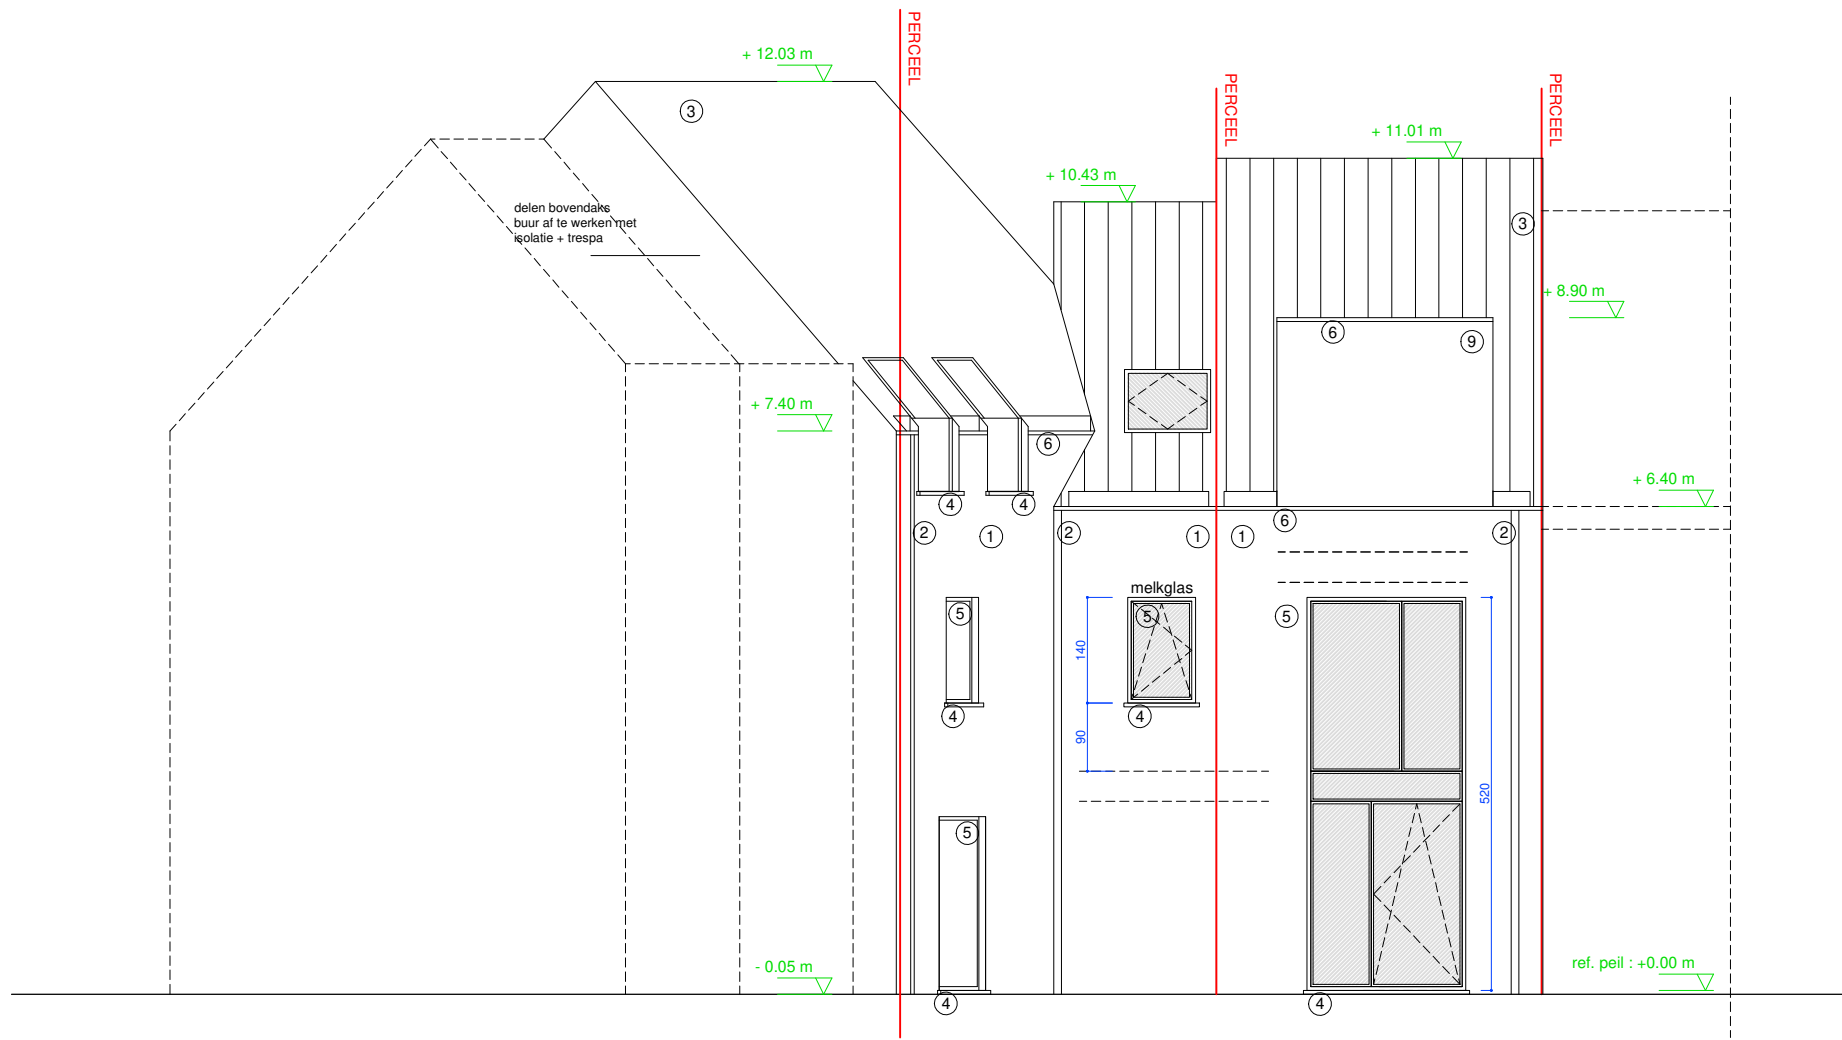 PERCEEL
+ 12.03 m
PERCEEL
PERCEEL
3
+ 11.01 m
+ 10.43 m
delen bovendaks
buur af te werken met
isolatie + trespa
3
+ 8.90 m
6
9
+ 7.40 m
6
+ 6.40 m
4
4
6
2
1
2
1
1
2
melkglas
5
5
5
140
4
4
90
520
5
- 0.05 m
ref. peil : +0.00 m
4
4